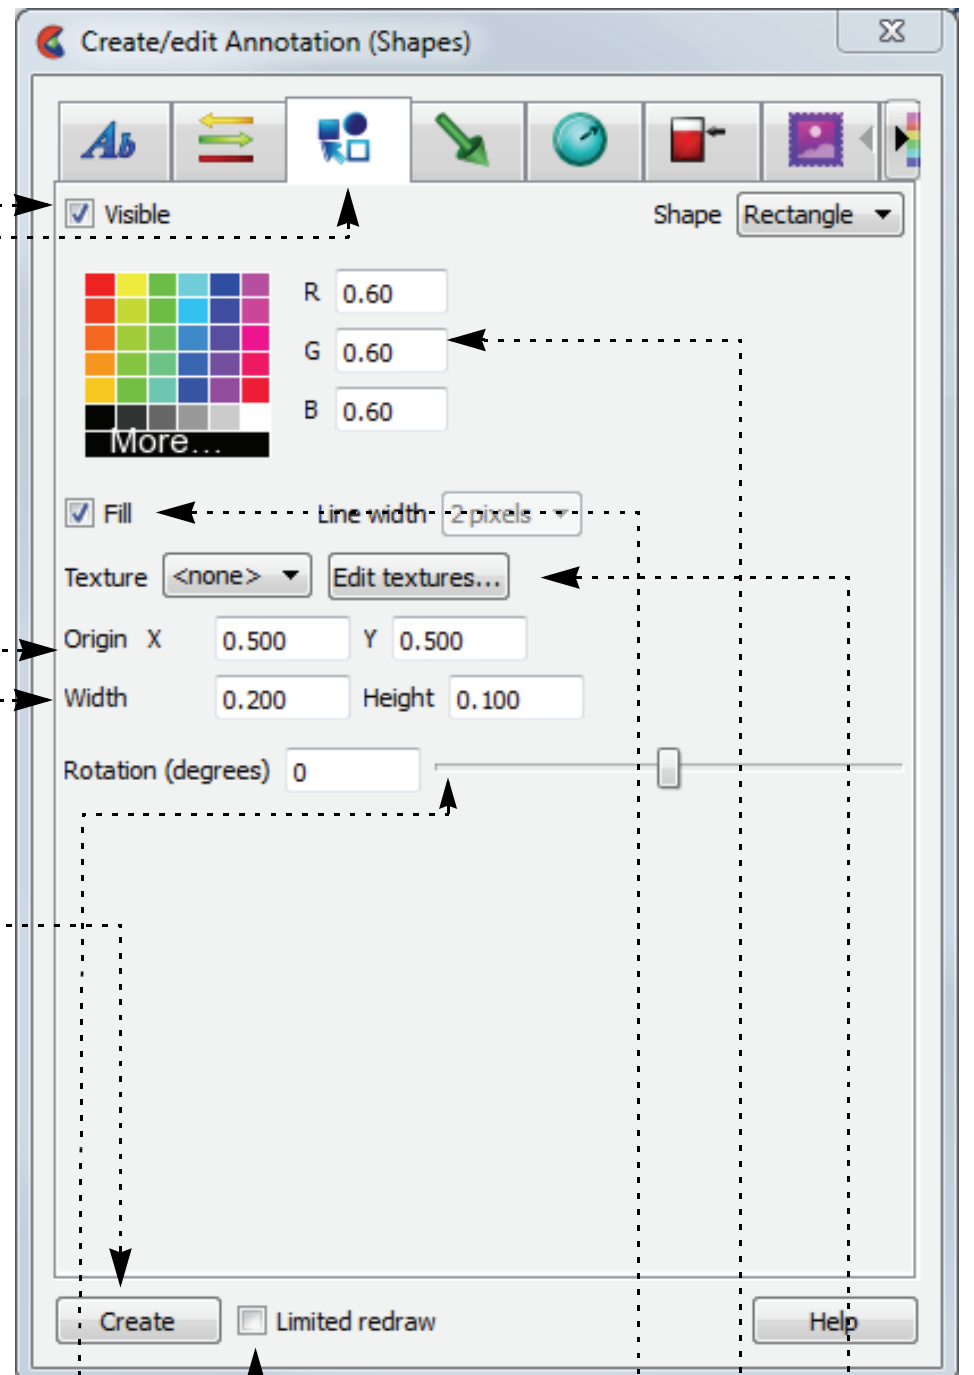 Create/edit Annotation (Shapes)
Ab
Visible Shape Rectangle
R 0.60
G 0.60
B 0.60
More...
Fill Line width 2 pixels
Texture <none> Edit textures...
Origin X 0.500 Y 0.500
Width 0.200 Height 0.100
Rotation (degrees) 0
Create Limited redraw Help